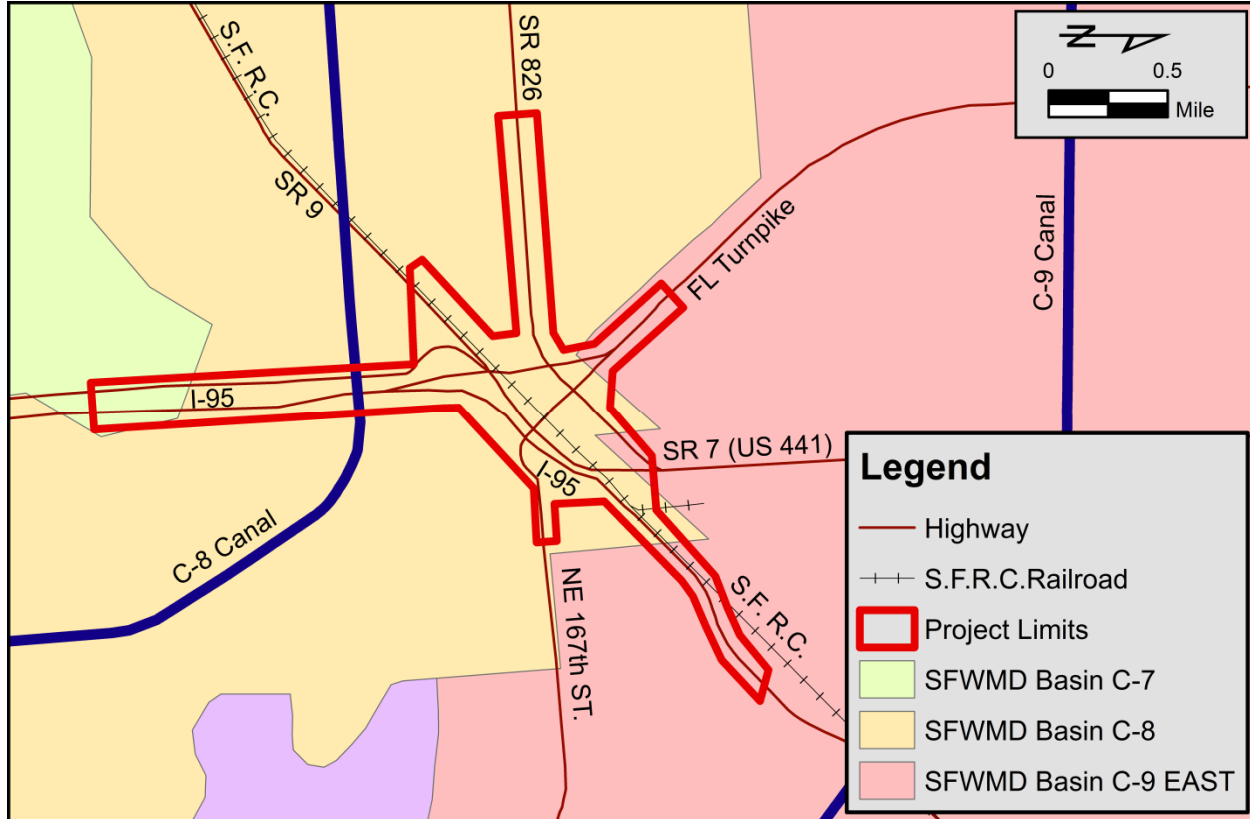 S.F. R.C.
SR 826
N
0 0.5
Mile
SR 9
FL Turnpike
C-9 Canal
I-95
SR 7 (US 441)
I-95
C-8 Canal
NE 167th ST.
S.F. R.C.
Legend
Highway
S.F.R.C.Railroad
Project Limits
SFWMD Basin C-7
SFWMD Basin C-8
SFWMD Basin C-9 EAST